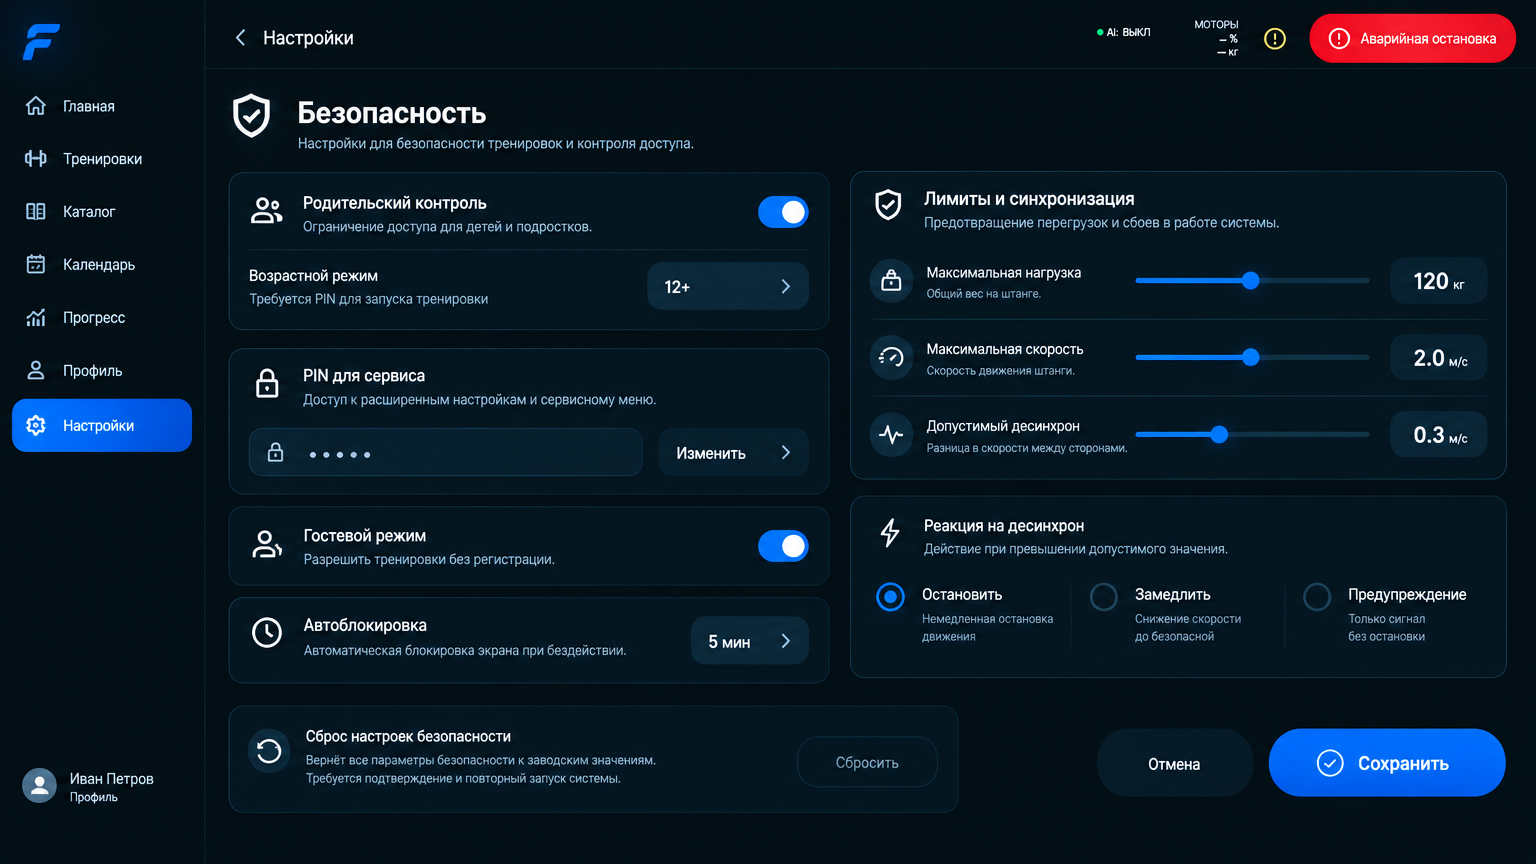 Настройки
AI: ВЫКЛ
МОТОРЫ
– %
– кг
Аварийная остановка
Главная
Тренировки
Каталог
Календарь
Прогресс
Профиль
Настройки
Иван Петров
Профиль
Безопасность
Настройки для безопасности тренировок и контроля доступа.
Родительский контроль
Ограничение доступа для детей и подростков.
Возрастной режим
Требуется PIN для запуска тренировки
12+
PIN для сервиса
Доступ к расширенным настройкам и сервисному меню.
•••••
Изменить
Гостевой режим
Разрешить тренировки без регистрации.
Автоблокировка
Автоматическая блокировка экрана при бездействии.
5 мин
Лимиты и синхронизация
Предотвращение перегрузок и сбоев в работе системы.
Максимальная нагрузка
Общий вес на штанге.
120 кг
Максимальная скорость
Скорость движения штанги.
2.0 м/с
Допустимый десинхрон
Разница в скорости между сторонами.
0.3 м/с
Реакция на десинхрон
Действие при превышении допустимого значения.
Остановить
Немедленная остановка
движения
Замедлить
Снижение скорости
до безопасной
Предупреждение
Только сигнал
без остановки
Сброс настроек безопасности
Вернёт все параметры безопасности к заводским значениям.
Требуется подтверждение и повторный запуск системы.
Сбросить
Отмена
Сохранить